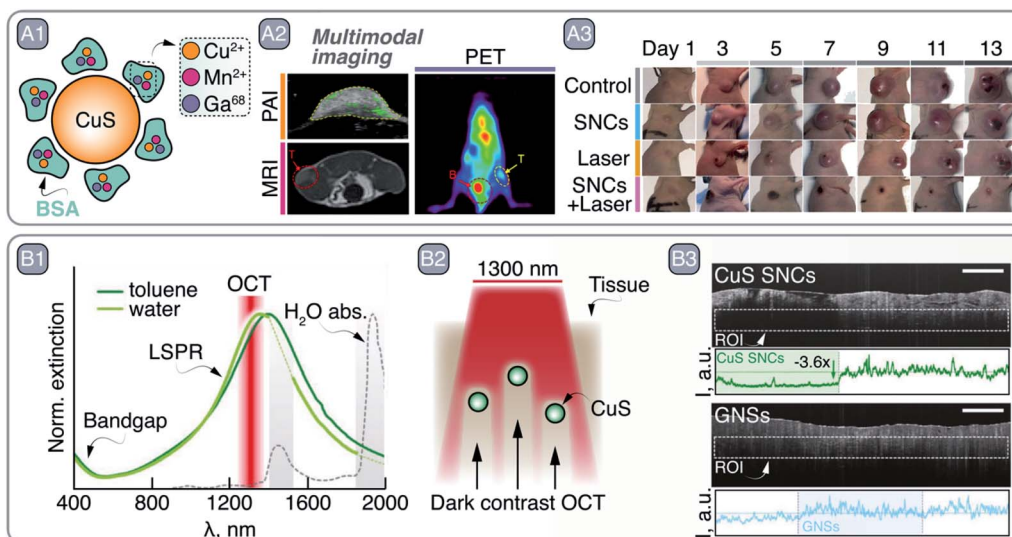 A1
Cu2+
Mn2+
Ga68
CuS
BSA
A2
Multimodal
imaging
PAI
MRI
T
PET
B
T
A3
Day 1 3 5 7 9 11 13
Control
SNCs
Laser
SNCs
+Laser
B1
toluene
water
OCT
H2O abs.
LSPR
Bandgap
Norm. extinction
400 800 1200 1600 2000
λ, nm
B2
1300 nm
Tissue
CuS
Dark contrast OCT
B3
CuS SNCs
ROI
CuS SNCs
-3.6x
I, a.u.
GNSs
ROI
I, a.u.
GNSs